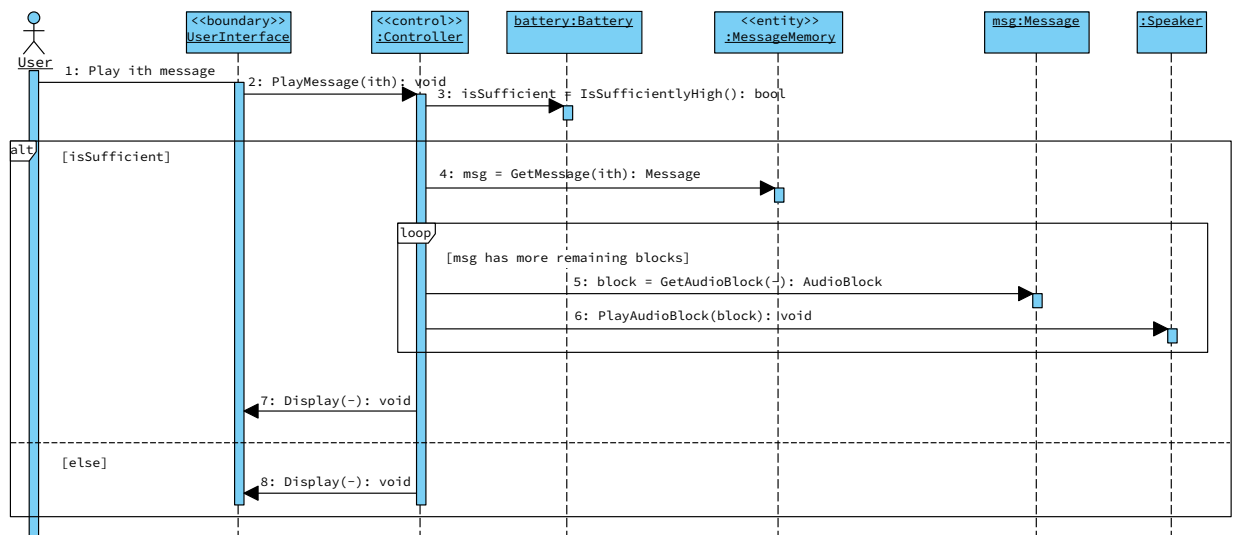 <<boundary>>
UserInterface
<<control>>
:Controller
battery:Battery
<<entity>>
:MessageMemory
msg:Message
:Speaker
User
1: Play ith message
2: PlayMessage(ith): void
3: isSufficient = IsSufficientlyHigh(): bool
alt
[isSufficient]
4: msg = GetMessage(ith): Message
loop
[msg has more remaining blocks]
5: block = GetAudioBlock(-): AudioBlock
6: PlayAudioBlock(block): void
7: Display(-): void
[else]
8: Display(-): void